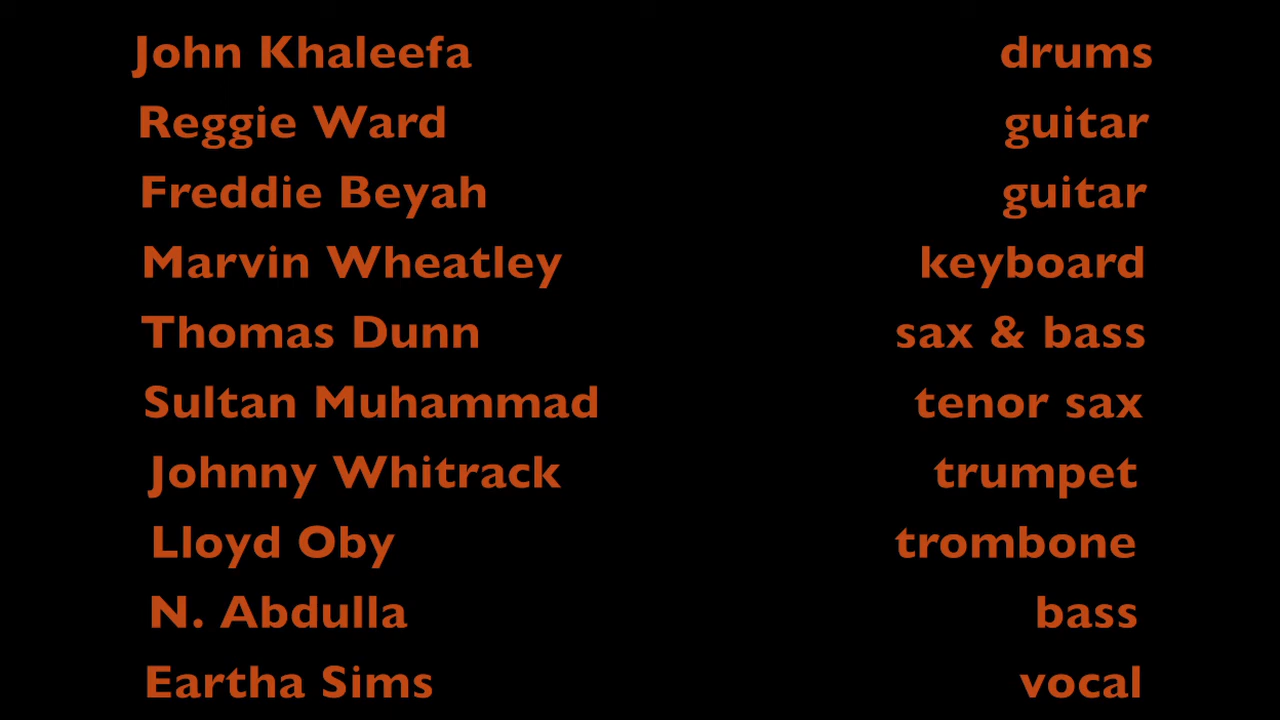 John Khaleefa drums
Reggie Ward guitar
Freddie Beyah guitar
Marvin Wheatley keyboard
Thomas Dunn sax & bass
Sultan Muhammad tenor sax
Johnny Whitrack trumpet
Lloyd Oby trombone
N. Abdulla bass
Eartha Sims vocal